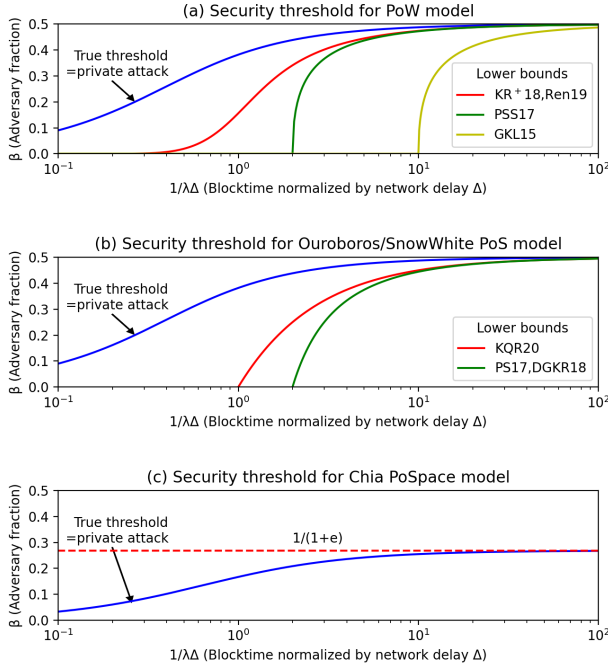 (a) Security threshold for PoW model
β (Adversary fraction)
0.5
0.4
0.3
0.2
0.1
0.0
True threshold
=private attack
Lower bounds
KR⁺18,Ren19
PSS17
GKL15
10⁻¹ 10⁰ 10¹ 10²
1/λΔ (Blocktime normalized by network delay Δ)
(b) Security threshold for Ouroboros/SnowWhite PoS model
β (Adversary fraction)
0.5
0.4
0.3
0.2
0.1
0.0
True threshold
=private attack
Lower bounds
KQR20
PS17,DGKR18
10⁻¹ 10⁰ 10¹ 10²
1/λΔ (Blocktime normalized by network delay Δ)
(c) Security threshold for Chia PoSpace model
β (Adversary fraction)
0.5
0.4
0.3
0.2
0.1
0.0
True threshold
=private attack
1/(1+e)
10⁻¹ 10⁰ 10¹ 10²
1/λΔ (Blocktime normalized by network delay Δ)